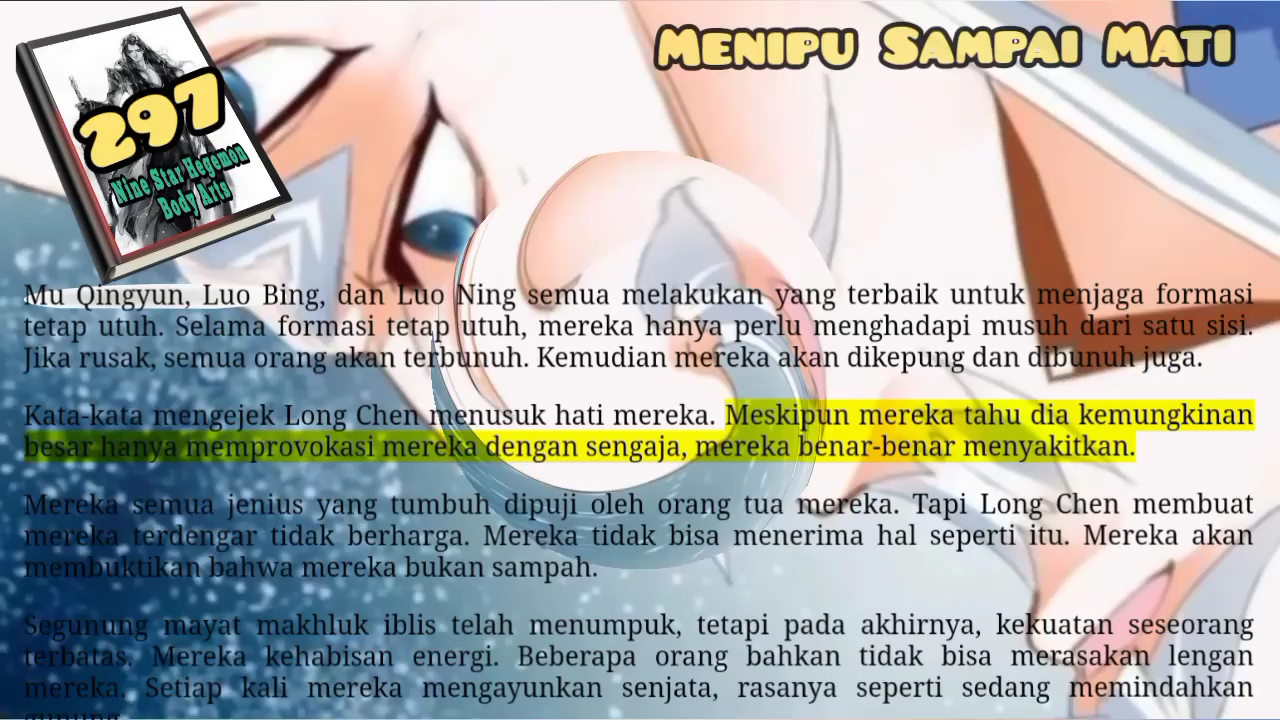 Menipu Sampai Mati
297
Nine Star Hegemon
Body Arts
Mu Qingyun, Luo Bing, dan Luo Ning semua melakukan yang terbaik untuk menjaga formasi
tetap utuh. Selama formasi tetap utuh, mereka hanya perlu menghadapi musuh dari satu sisi.
Jika rusak, semua orang akan terbunuh. Kemudian mereka akan dikepung dan dibunuh juga.
Kata-kata mengejek Long Chen menusuk hati mereka. Meskipun mereka tahu dia kemungkinan
besar hanya memprovokasi mereka dengan sengaja, mereka benar-benar menyakitkan.
Mereka semua jenius yang tumbuh dipuji oleh orang tua mereka. Tapi Long Chen membuat
mereka terdengar tidak berharga. Mereka tidak bisa menerima hal seperti itu. Mereka akan
membuktikan bahwa mereka bukan sampah.
Segunung mayat makhluk iblis telah menumpuk, tetapi pada akhirnya, kekuatan seseorang
terbatas. Mereka kehabisan energi. Beberapa orang bahkan tidak bisa merasakan lengan
mereka. Setiap kali mereka mengayunkan senjata, rasanya seperti sedang memindahkan